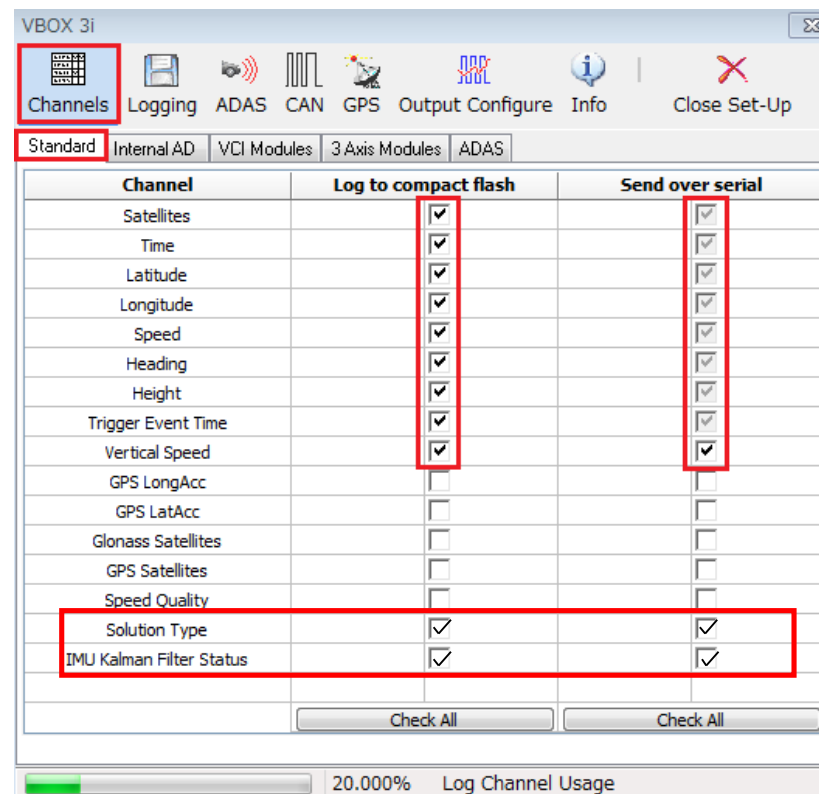 VBOX 3i
Channels Logging ADAS CAN GPS Output Configure Info Close Set-Up
Standard Internal AD VCI Modules 3 Axis Modules ADAS
Channel Log to compact flash Send over serial
Satellites
Time
Latitude
Longitude
Speed
Heading
Height
Trigger Event Time
Vertical Speed
GPS LongAcc
GPS LatAcc
Glonass Satellites
GPS Satellites
Speed Quality
Solution Type
IMU Kalman Filter Status
Check All Check All
20.000% Log Channel Usage